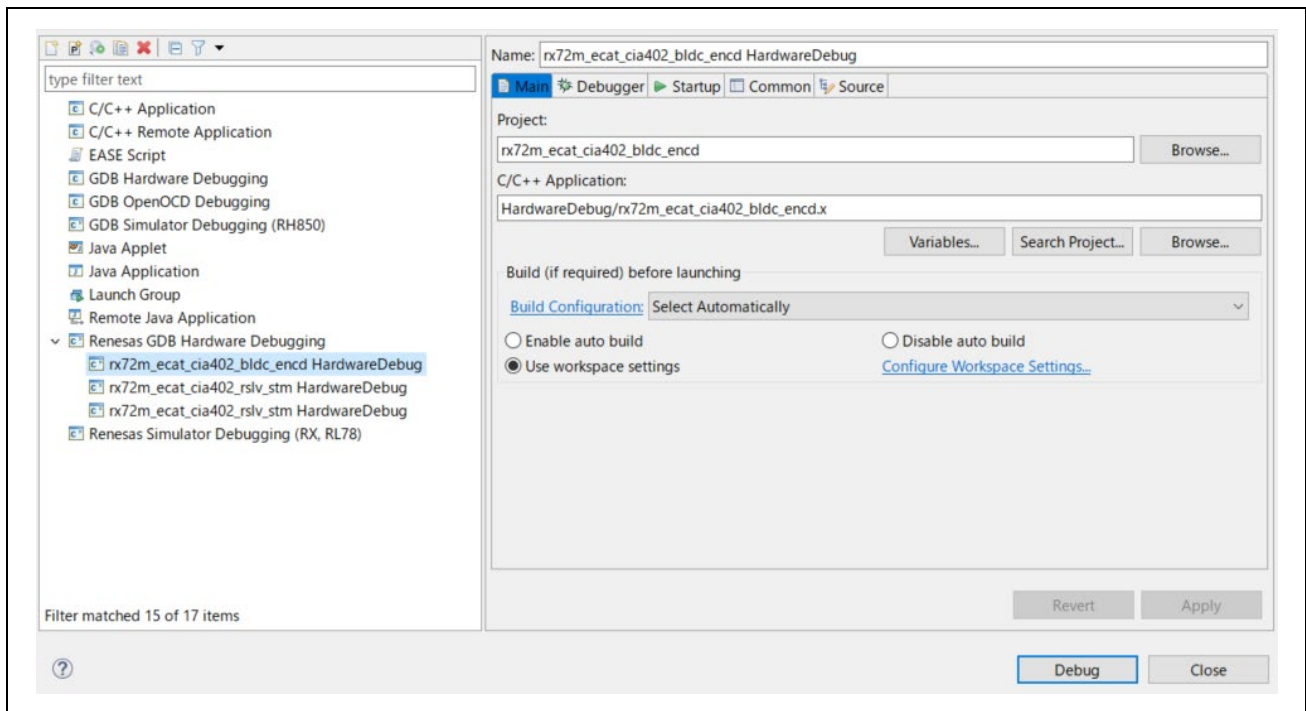 type filter text
C/C++ Application
C/C++ Remote Application
EASE Script
GDB Hardware Debugging
GDB OpenOCD Debugging
GDB Simulator Debugging (RH850)
Java Applet
Java Application
Launch Group
Remote Java Application
Renesas GDB Hardware Debugging
rx72m_ecat_cia402_bldc_encd HardwareDebug
rx72m_ecat_cia402_rslv_stm HardwareDebug
rx72m_ecat_cia402_rslv_stm HardwareDebug
Renesas Simulator Debugging (RX, RL78)
Filter matched 15 of 17 items
Name: rx72m_ecat_cia402_bldc_encd HardwareDebug
Main Debugger Startup Common Source
Project:
rx72m_ecat_cia402_bldc_encd Browse...
C/C++ Application:
HardwareDebug/rx72m_ecat_cia402_bldc_encd.x
Variables... Search Project... Browse...
Build (if required) before launching
Build Configuration: Select Automatically
Enable auto build Disable auto build
Use workspace settings Configure Workspace Settings...
Revert Apply
Debug Close